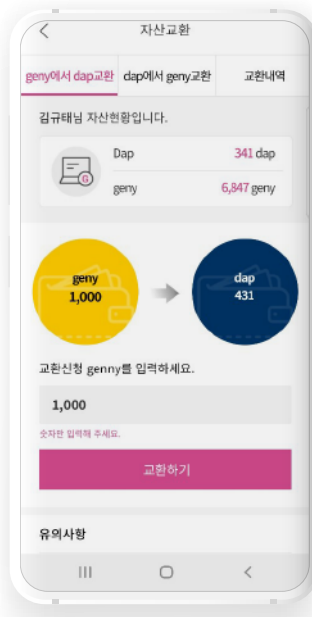 자산교환
geny에서 dap교환 dap에서 geny교환 교환내역
김규태님 자산현황입니다.
Dap 341 dap
geny 6,847 geny
geny
1,000
dap
431
교환신청 genny를 입력하세요.
1,000
숫자만 입력해 주세요.
교환하기
유의사항